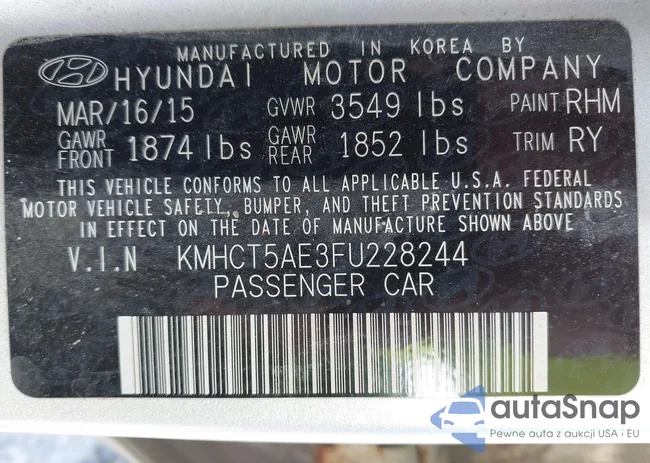 MANUFACTURED IN KOREA BY
HYUNDAI MOTOR COMPANY
MAR/16/15 GVWR 3549 lbs PAINT RHM
GAWR FRONT 1874 lbs GAWR REAR 1852 lbs TRIM RY
THIS VEHICLE CONFORMS TO ALL APPLICABLE U.S.A. FEDERAL
MOTOR VEHICLE SAFETY, BUMPER, AND THEFT PREVENTION STANDARDS
IN EFFECT ON THE DATE OF MANUFACTURE SHOWN ABOVE
V.I.N KMHCT5AE3FU228244
PASSENGER CAR
autaSnap
Pewne auta z aukcji USA i EU